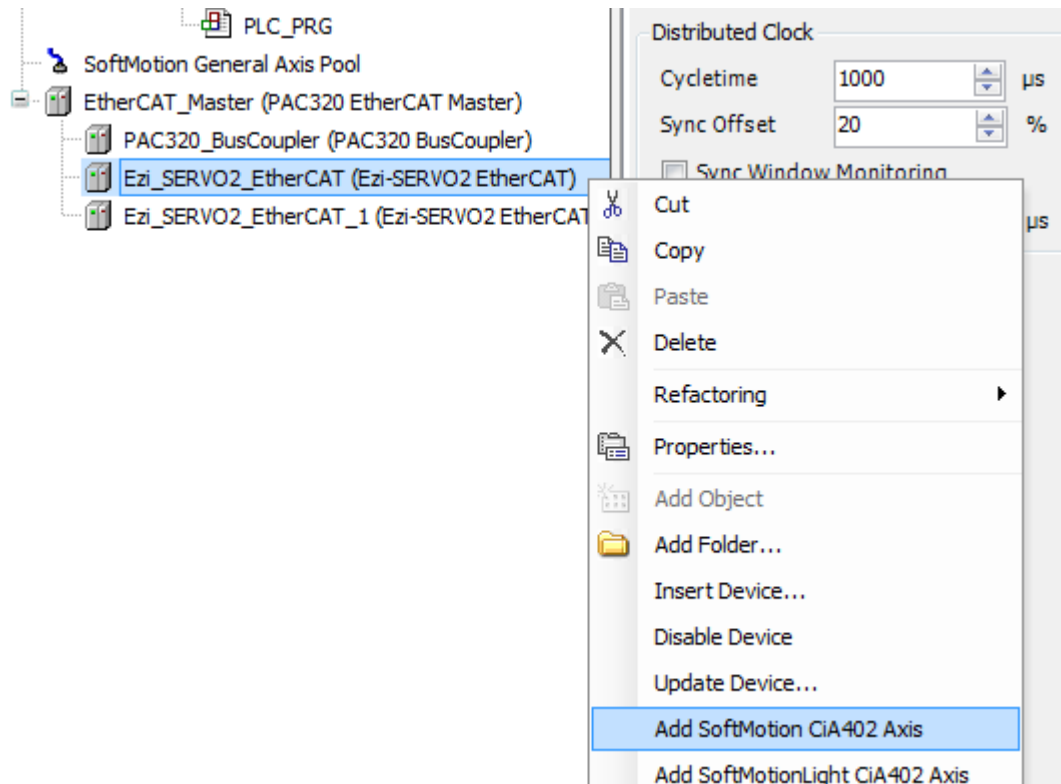 PLC_PRG
SoftMotion General Axis Pool
EtherCAT_Master (PAC320 EtherCAT Master)
PAC320_BusCoupler (PAC320 BusCoupler)
Ezi_SERVO2_EtherCAT (Ezi-SERVO2 EtherCAT)
Ezi_SERVO2_EtherCAT_1 (Ezi-SERVO2 EtherCAT
Distributed Clock
Cycletime 1000 µs
Sync Offset 20 %
Sync Window Monitoring
µs
Cut
Copy
Paste
Delete
Refactoring
Properties...
Add Object
Add Folder...
Insert Device...
Disable Device
Update Device...
Add SoftMotion CiA402 Axis
Add SoftMotionLight CiA402 Axis